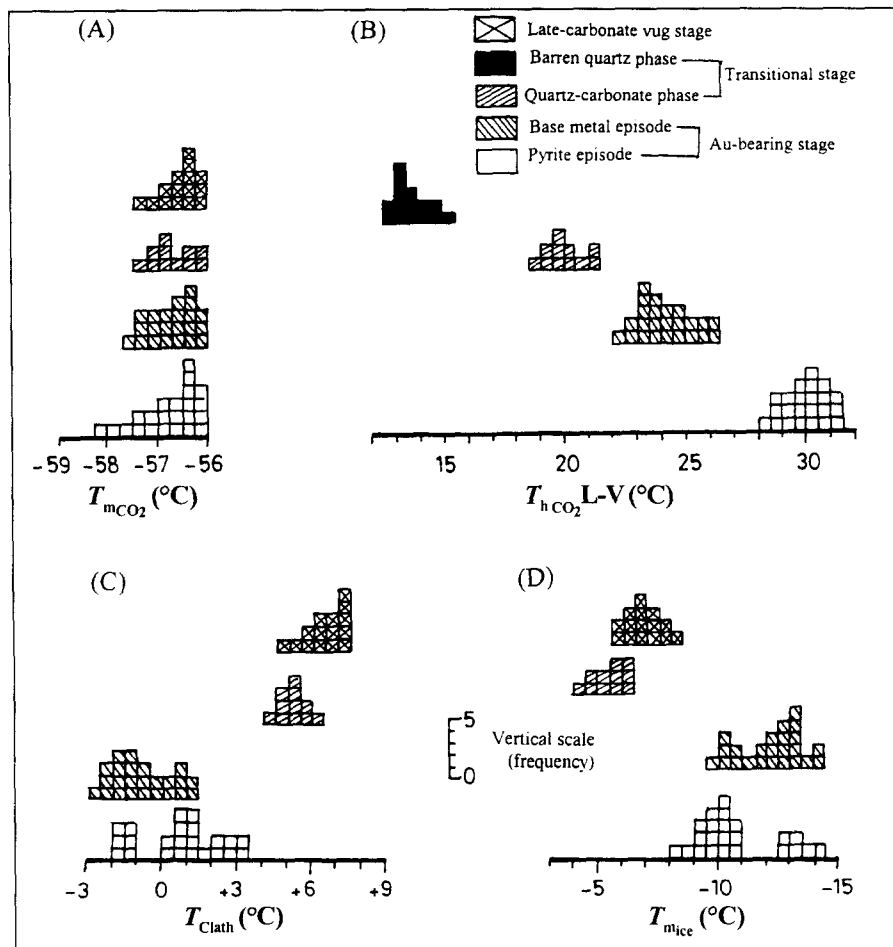 (A)
(B)
Late-carbonate vug stage
Barren quartz phase
Transitional stage
Quartz-carbonate phase
Base metal episode
Au-bearing stage
Pyrite episode
-59 -58 -57 -56
TmCO2 (°C)
15 20 25 30
Th CO2 L-V (°C)
(C)
(D)
5
Vertical scale
(frequency)
0
-3 0 +3 +6 +9
TClath (°C)
-5 -10 -15
Tmice (°C)